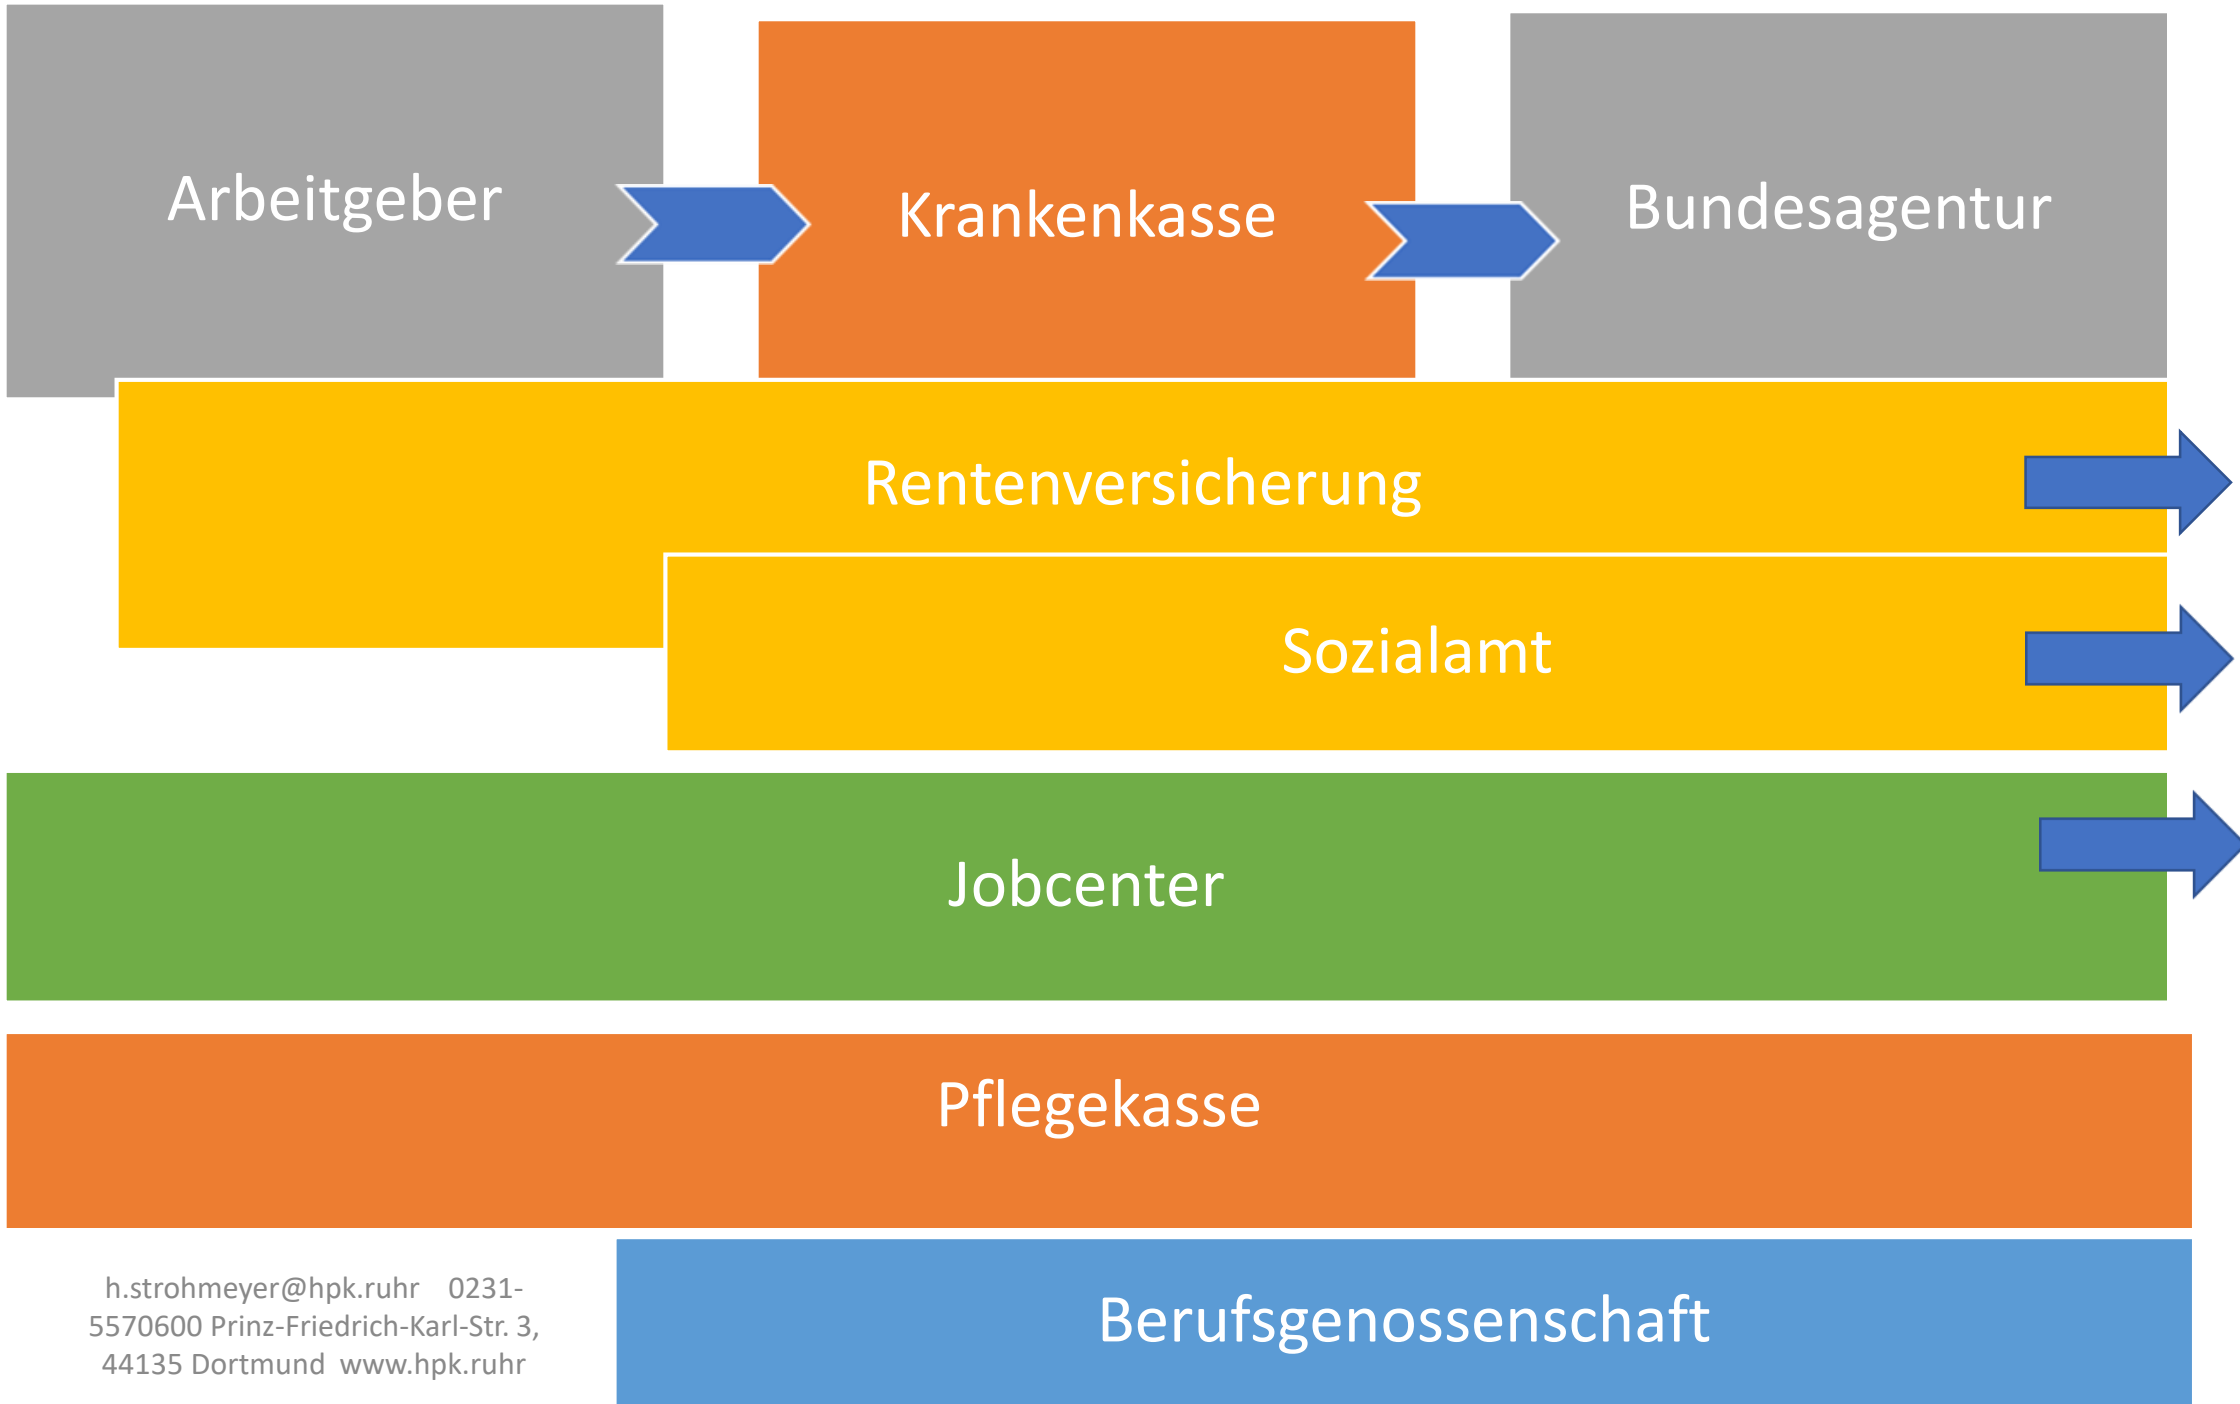 Arbeitgeber
Krankenkasse
Bundesagentur
Rentenversicherung
Sozialamt
Jobcenter
Pflegekasse
Berufsgenossenschaft
h.strohmeyer@hpk.ruhr 0231-
5570600 Prinz-Friedrich-Karl-Str. 3,
44135 Dortmund www.hpk.ruhr